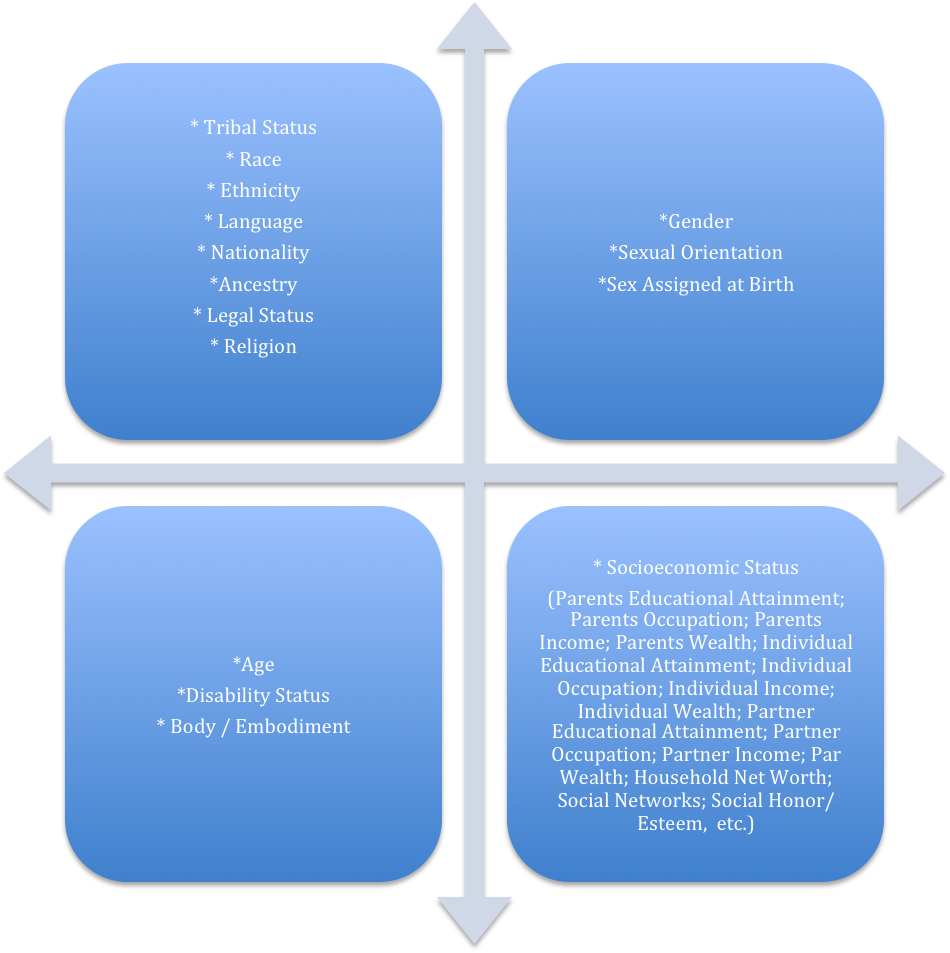 * Tribal Status
* Race
* Ethnicity
* Language
* Nationality
*Ancestry
* Legal Status
* Religion
*Gender
*Sexual Orientation
*Sex Assigned at Birth
*Age
*Disability Status
* Body / Embodiment
* Socioeconomic Status
(Parents Educational Attainment;
Parents Occupation; Parents
Income; Parents Wealth; Individual
Educational Attainment; Individual
Occupation; Individual Income;
Individual Wealth; Partner
Educational Attainment; Partner
Occupation; Partner Income; Par
Wealth; Household Net Worth;
Social Networks; Social Honor/
Esteem,  etc.)